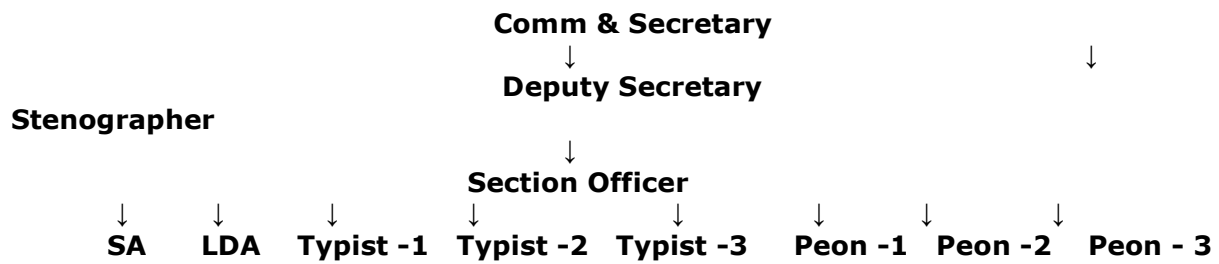 Comm & Secretary
↓ ↓
Deputy Secretary
Stenographer
↓
Section Officer
↓ ↓ ↓ ↓ ↓ ↓ ↓ ↓
SA LDA Typist -1 Typist -2 Typist -3 Peon -1 Peon -2 Peon - 3